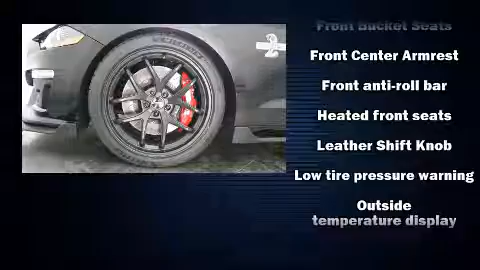 Front Bucket Seats
Front Center Armrest
Front anti-roll bar
Heated front seats
Leather Shift Knob
Low tire pressure warning
Outside
temperature display